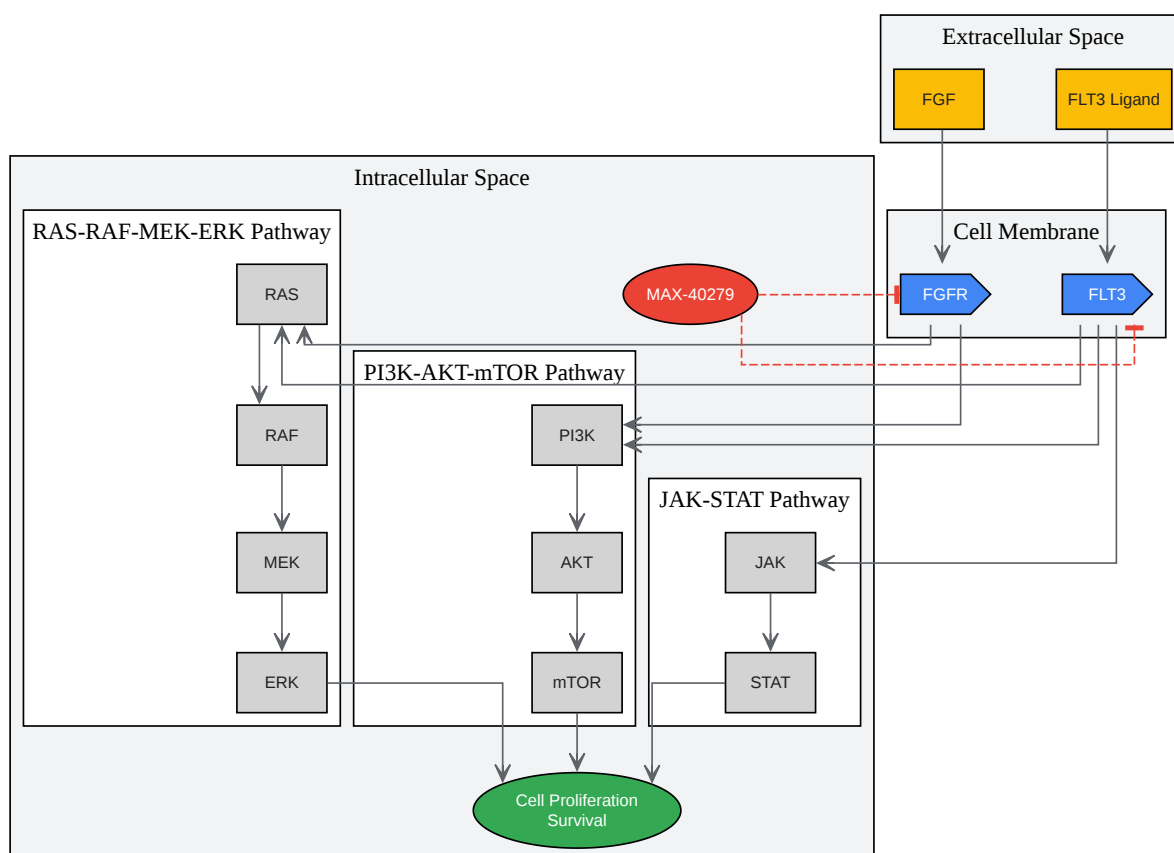 Extracellular Space
FGF
FLT3 Ligand
Intracellular Space
RAS-RAF-MEK-ERK Pathway
Cell Membrane
RAS
MAX-40279
FGFR
FLT3
PI3K-AKT-mTOR Pathway
RAF
PI3K
JAK-STAT Pathway
MEK
AKT
JAK
ERK
mTOR
STAT
Cell Proliferation
Survival